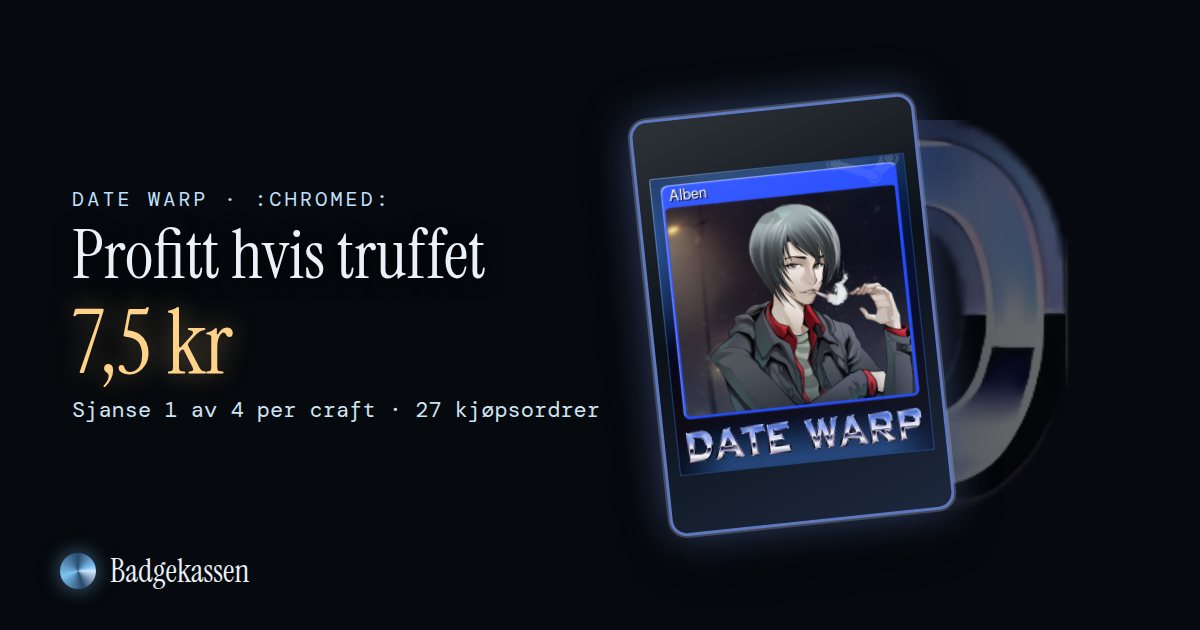 DATE WARP · :CHROMED:
Profitt hvis truffet
7,5 kr
Sjanse 1 av 4 per craft · 27 kjøpsordrer
Badgekassen
Alben
DATE WARP